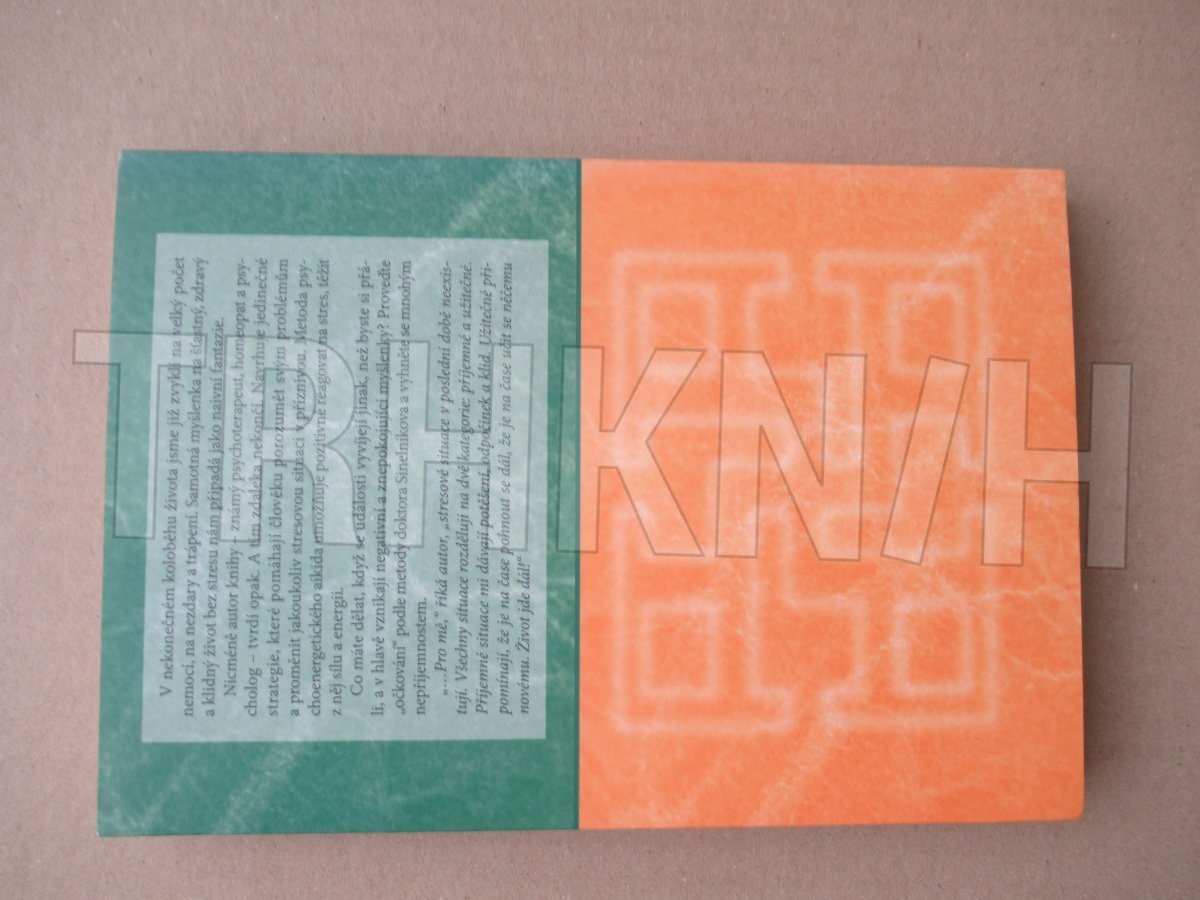 V nekonečném koloběhu života jsme již zvykli na velký počet
nemocí, na nezdary a trápení. Samotná myšlenka na šťastný, zdravý
a klidný život bez stresu nám připadá jako naivní fantazie.
Nicméně autor knihy – známý psychoterapeut, homeopat a psy-
cholog – tvrdí opak. A tím zdaleka nekončí. Navrhuje jedinečné
strategie, které pomáhají člověku porozumět svým problémům
a proměnit jakoukoliv stresovou situaci v příznivou. Metoda psy-
choenergetického aikida umožňuje pozitivně reagovat na stres, těžit
z něj sílu a energii.
Co máte dělat, když se události vyvíjejí jinak, než byste si přá-
li, a v hlavě vznikají negativní a znepokojující myšlenky? Proveďte
„očkování“ podle metody doktora Sinelnikova a vyhněte se mnohým
nepříjemnostem.
„...Pro mě,“ říká autor, „stresové situace v poslední době neexis-
tují. Všechny situace rozděluji na dvě kategorie: příjemné a užitečné.
Příjemné situace mi dávají potěšení, odpočinek a klid. Užitečné při-
pomínají, že je na čase pohnout se dál, že je na čase učit se něčemu
novému. Život jde dál!“
TRHKN/H